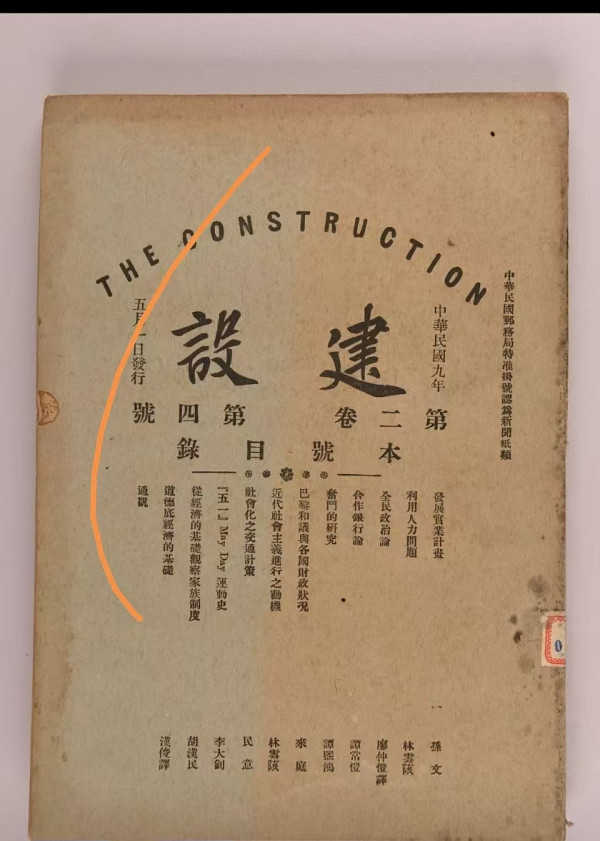 中華民國郵務局特准掛號認爲新聞紙類
THE CONSTRUCTION
建設
中華民國九年
五月一日發行
第二卷第四號
本號目錄
發展實業計畫 孫文
利用人力問題 林雲陔
全民政治論 廖仲愷譯
合作銀行論 譚常愷
奮鬥的研究 譚熙鴻
巴黎和議與各國財政狀況 來庭
近代社會主義進行之動機 林雲陔
社會化之交通計策 民意
『五一』May Day 運動史 李大釗
從經濟的基礎觀察家族制度 胡漢民
道德底經濟的基礎 漢俊譯
通訊
0